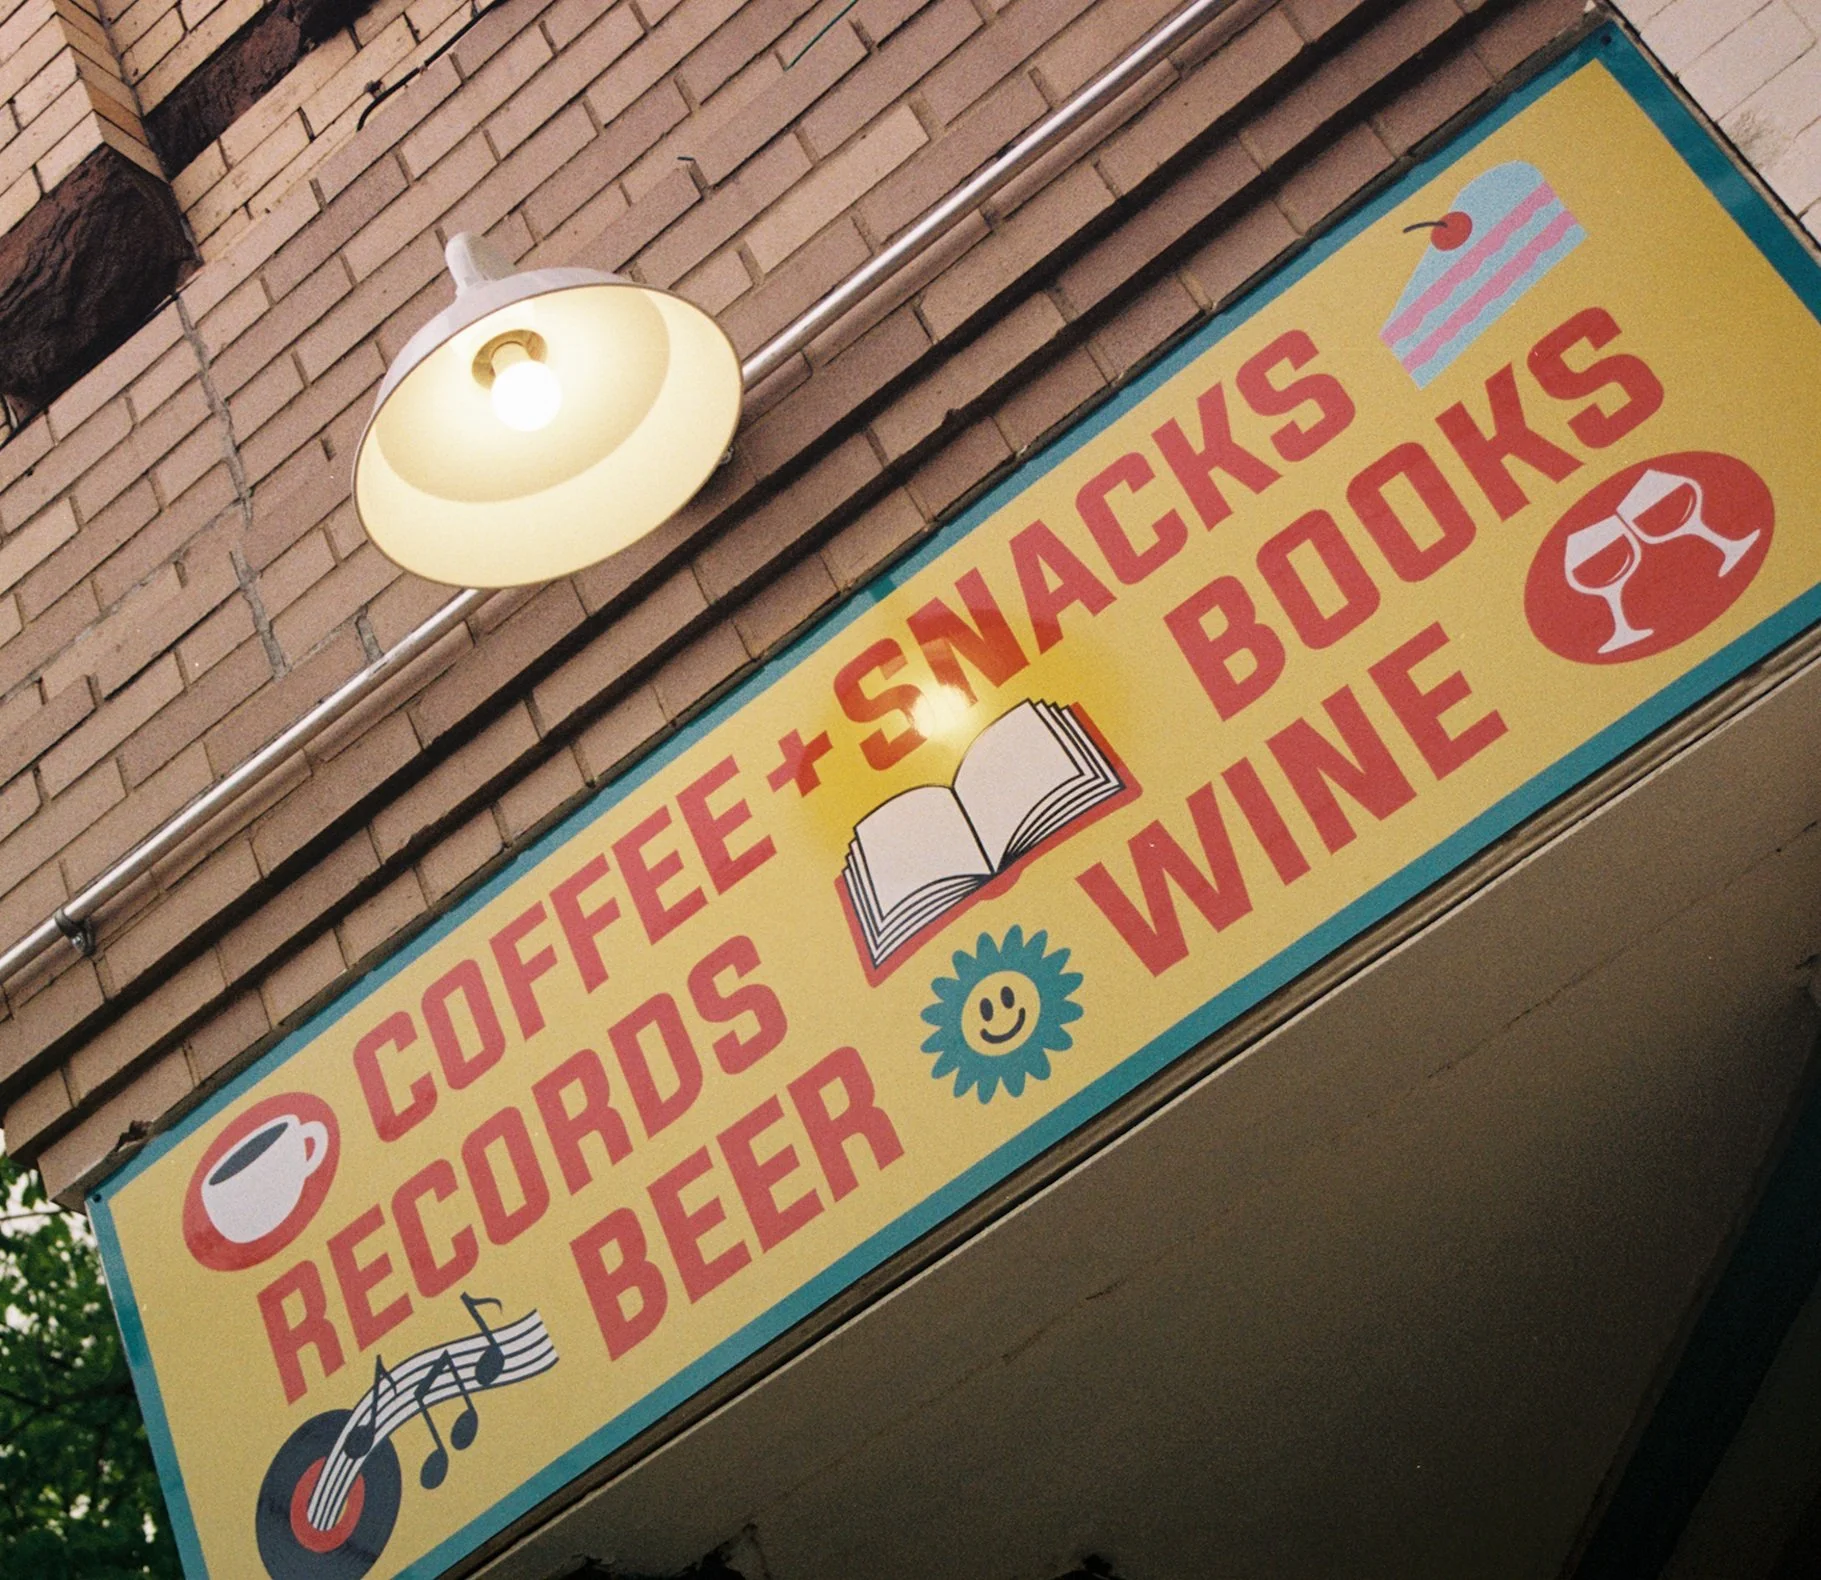 COFFEE + SNACKS
RECORDS BOOKS
BEER WINE